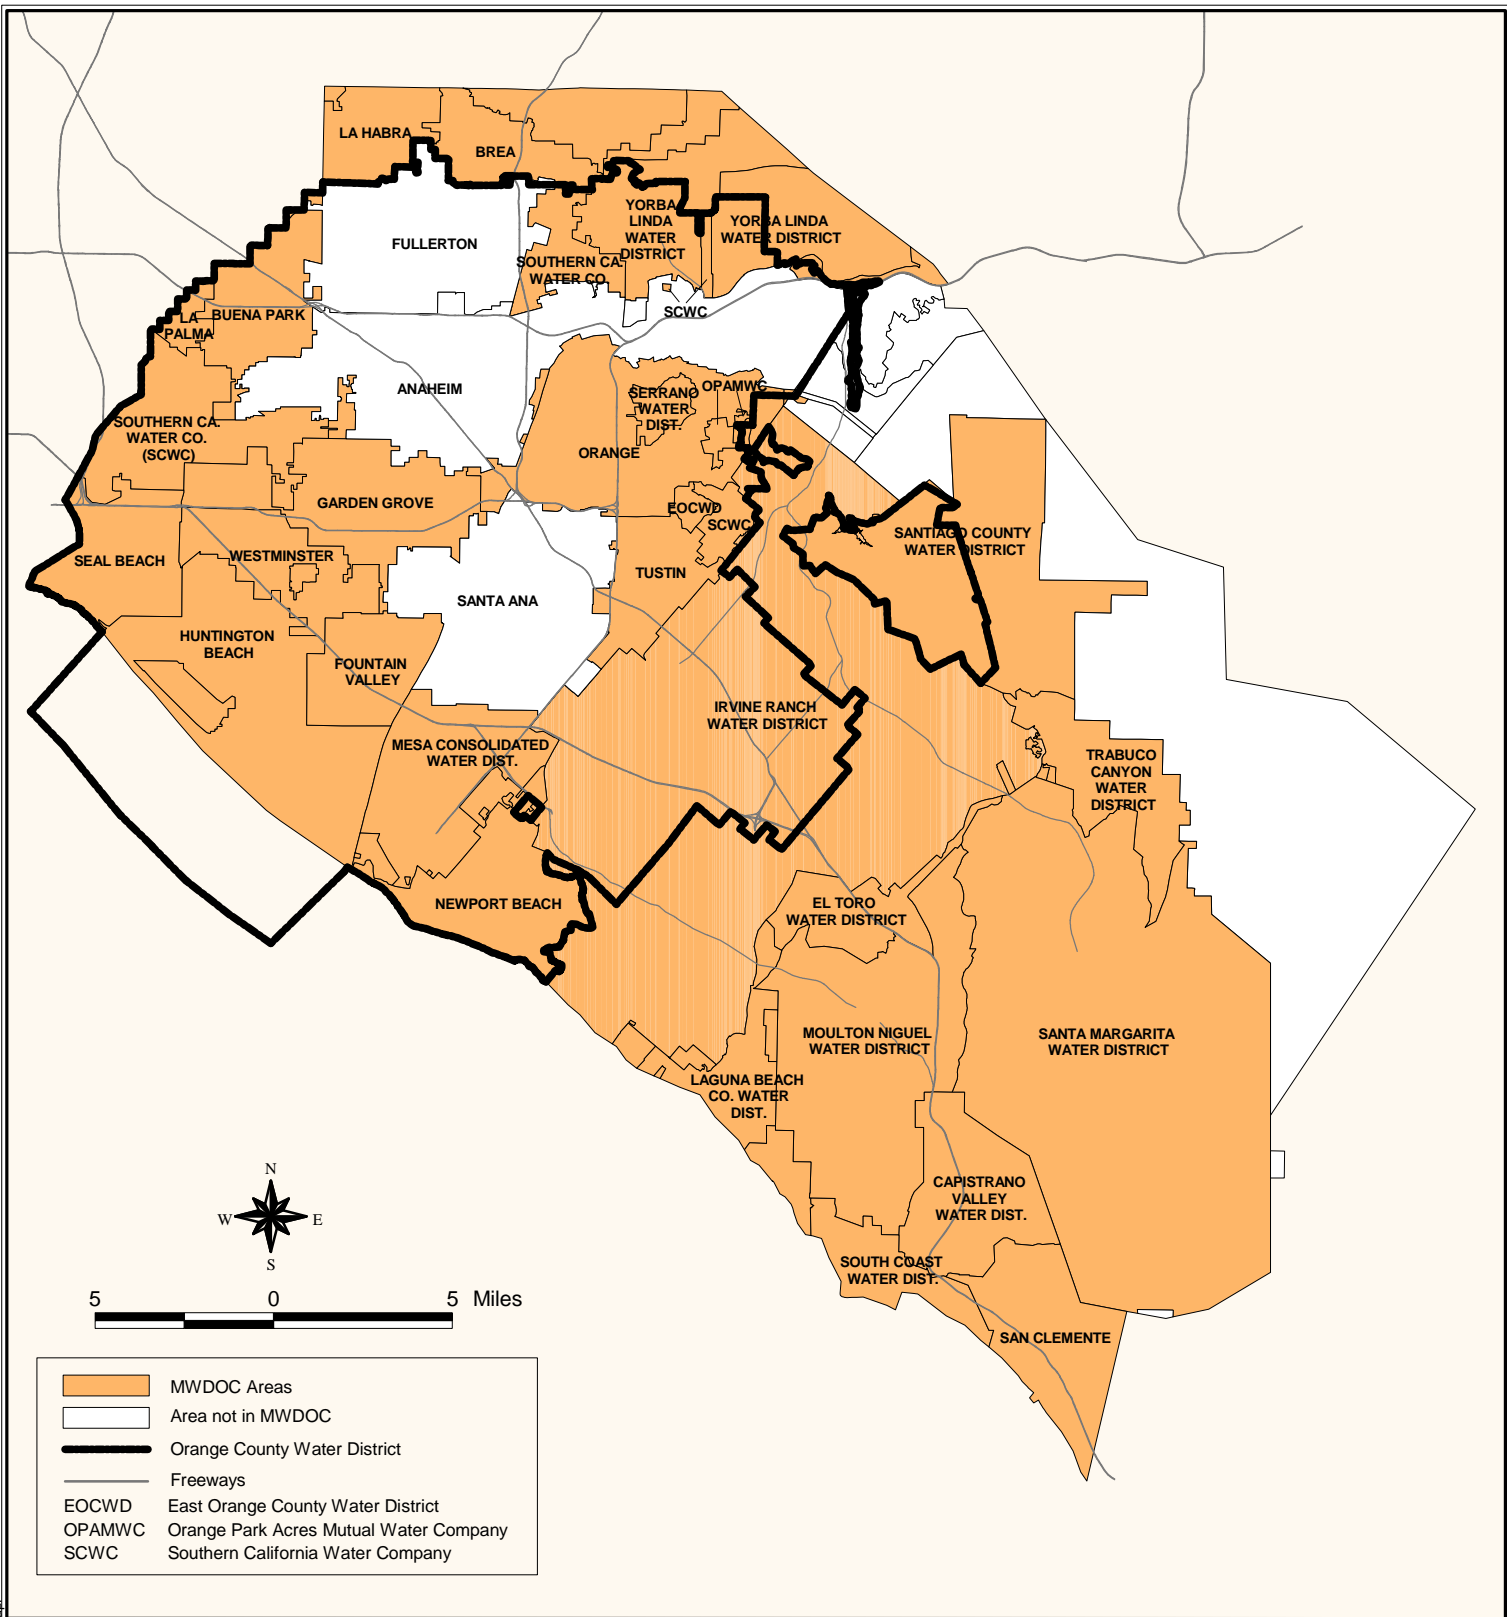 LA HABRA
BREA
YORBA
LINDA
WATER
DISTRICT
YORBA LINDA
WATER DISTRICT
FULLERTON
SOUTHERN CA.
WATER CO.
SCWC
LA
PALMA
BUENA PARK
ANAHEIM
SERRANO
WATER
DIST.
OPAMWC
SOUTHERN CA.
WATER CO.
(SCWC)
ORANGE
GARDEN GROVE
EOCWD
SCWC
SANTIAGO COUNTY
WATER DISTRICT
SEAL BEACH
WESTMINSTER
TUSTIN
SANTA ANA
HUNTINGTON
BEACH
FOUNTAIN
VALLEY
IRVINE RANCH
WATER DISTRICT
MESA CONSOLIDATED
WATER DIST.
TRABUCO
CANYON
WATER
DISTRICT
NEWPORT BEACH
EL TORO
WATER DISTRICT
MOULTON NIGUEL
WATER DISTRICT
SANTA MARGARITA
WATER DISTRICT
LAGUNA BEACH
CO. WATER
DIST.
CAPISTRANO
VALLEY
WATER DIST.
SOUTH COAST
WATER DIST.
SAN CLEMENTE
N
W E
S
5 0 5 Miles
MWDOC Areas
Area not in MWDOC
Orange County Water District
Freeways
EOCWD East Orange County Water District
OPAMWC Orange Park Acres Mutual Water Company
SCWC Southern California Water Company